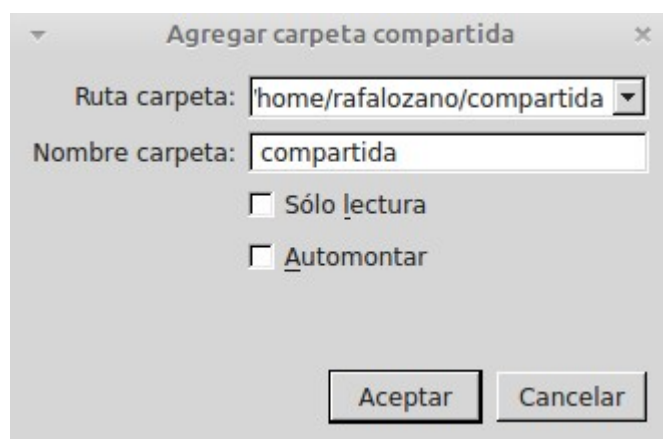 Agregar carpeta compartida
Ruta carpeta: /home/rafalozano/compartida
Nombre carpeta: compartida
Sólo lectura
Automontar
Aceptar Cancelar